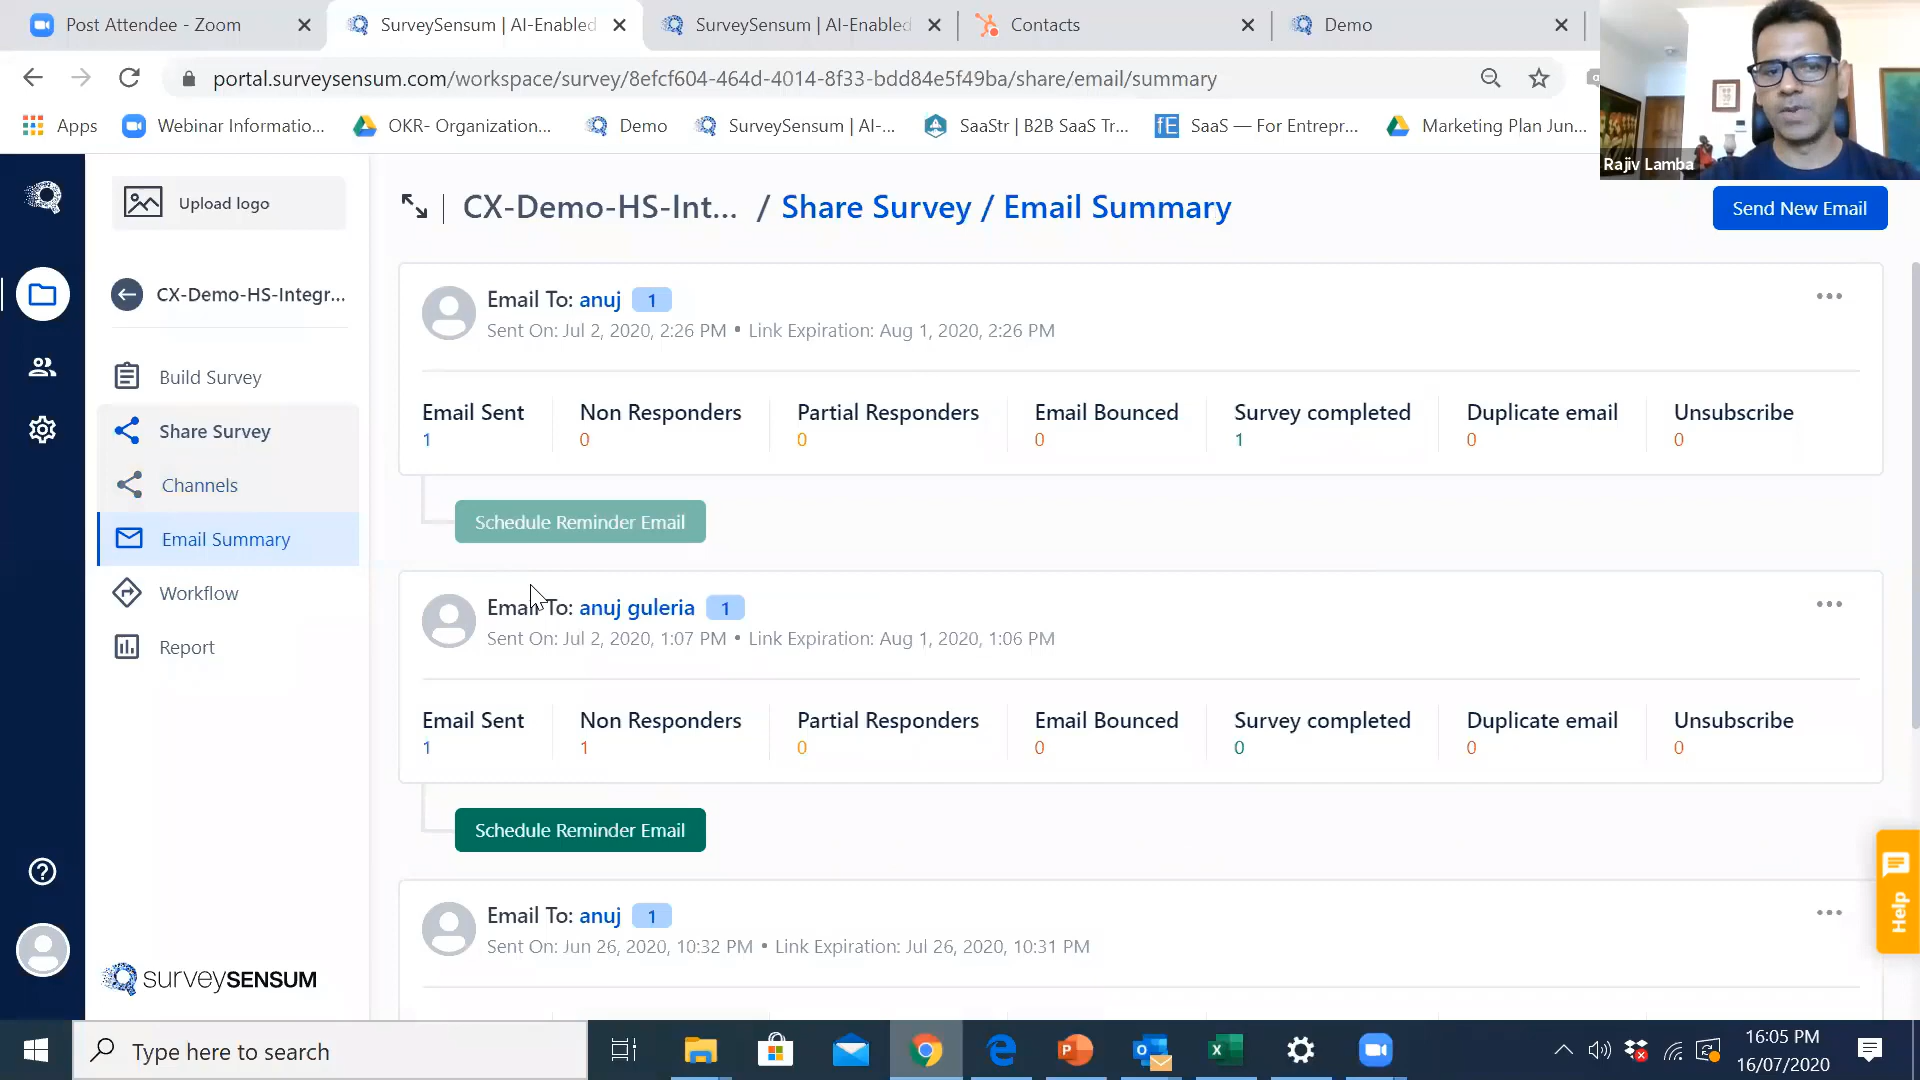 Post Attendee - Zoom
SurveySensum | AI-Enabled
SurveySensum | AI-Enabled
Contacts
Demo
portal.surveysensum.com/workspace/survey/8efcf604-464d-4014-8f33-bdd84e5f49ba/share/email/summary
Apps
Webinar Informatio...
OKR- Organization...
Demo
SurveySensum | AI-...
SaaStr | B2B SaaS Tr...
fE
SaaS — For Entrepr...
Marketing Plan Jun...
Rajiv Lamba
Upload logo
CX-Demo-HS-Int... / Share Survey / Email Summary
Send New Email
CX-Demo-HS-Integr...
Build Survey
Share Survey
Channels
Email Summary
Workflow
Report
surveySENSUM
Email To: anuj 1
Sent On: Jul 2, 2020, 2:26 PM • Link Expiration: Aug 1, 2020, 2:26 PM
Email Sent Non Responders Partial Responders Email Bounced Survey completed Duplicate email Unsubscribe
1 0 0 0 1 0 0
Schedule Reminder Email
Email To: anuj guleria 1
Sent On: Jul 2, 2020, 1:07 PM • Link Expiration: Aug 1, 2020, 1:06 PM
Email Sent Non Responders Partial Responders Email Bounced Survey completed Duplicate email Unsubscribe
1 1 0 0 0 0 0
Schedule Reminder Email
Email To: anuj 1
Sent On: Jun 26, 2020, 10:32 PM • Link Expiration: Jul 26, 2020, 10:31 PM
Help
Type here to search
16:05 PM
16/07/2020